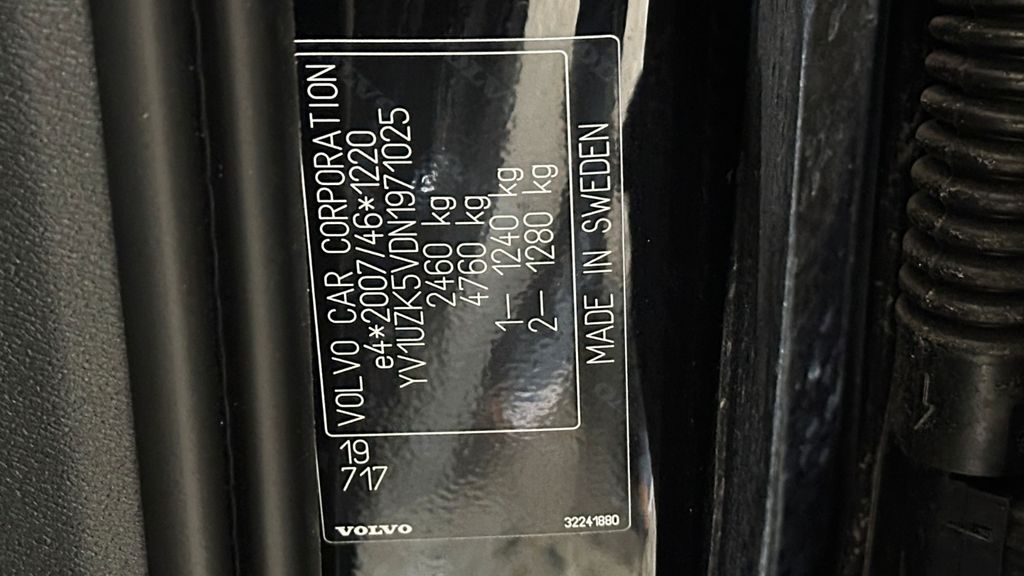 VOLVO CAR CORPORATION
e4*2007/46*1220
YV1UZK5VDN1971025
2460 kg
4760 kg
1— 1240 kg
2— 1280 kg
MADE IN SWEDEN
719
717
VOLVO
32241880